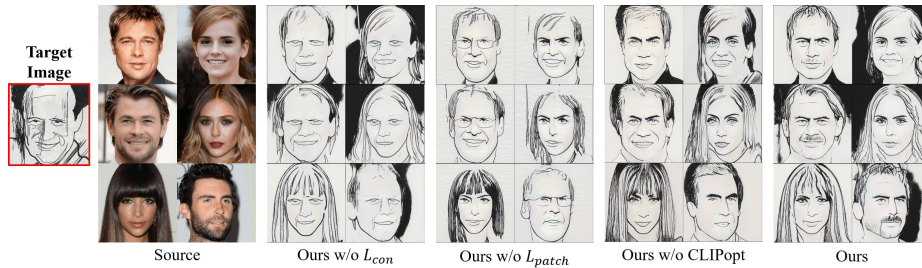 Target
Image
Source
Ours w/o L_con
Ours w/o L_patch
Ours w/o CLIPopt
Ours